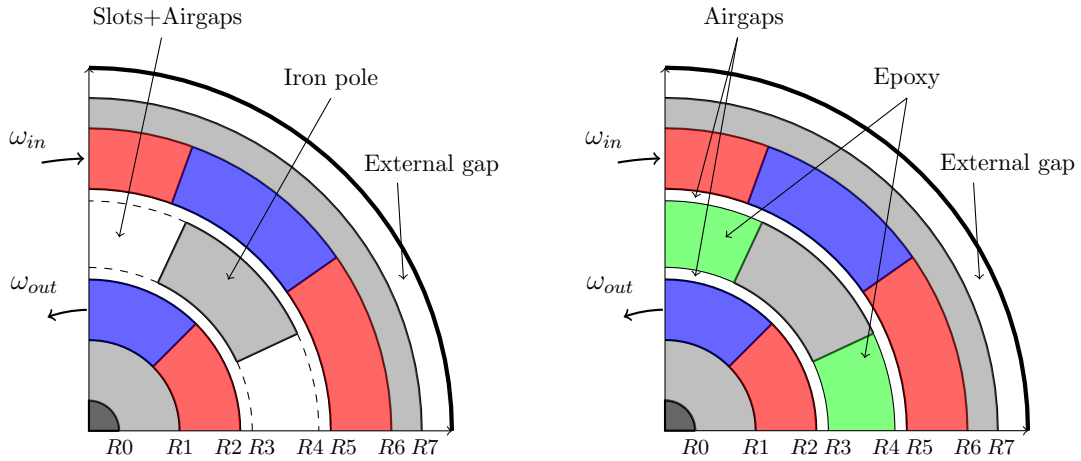 Slots+Airgaps
Iron pole
ω_in
External gap
ω_out
R0 R1 R2 R3 R4 R5 R6 R7
Airgaps
Epoxy
ω_in
External gap
ω_out
R0 R1 R2 R3 R4 R5 R6 R7